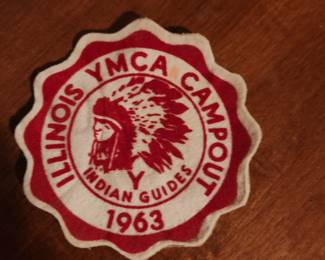 ILLINOIS YMCA CAMPOUT
Y
INDIAN GUIDES
1963